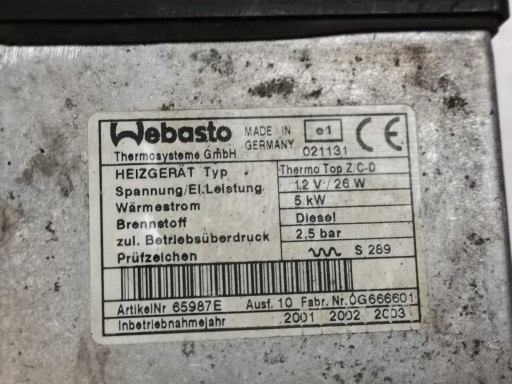 Webasto MADE IN GERMANY e1 CE
Thermosysteme GmbH 021131
HEIZGERÄT Typ Thermo Top Z/C-D
Spannung/El.Leistung 12 V / 26 W
Wärmestrom 5 kW
Brennstoff Diesel
zul. Betriebsüberdruck 2,5 bar
Prüfzeichen S 289
ArtikelNr 65987E Ausf. 10 Fabr. Nr. 0G666601
Inbetriebnahmejahr 2001 2002 2003